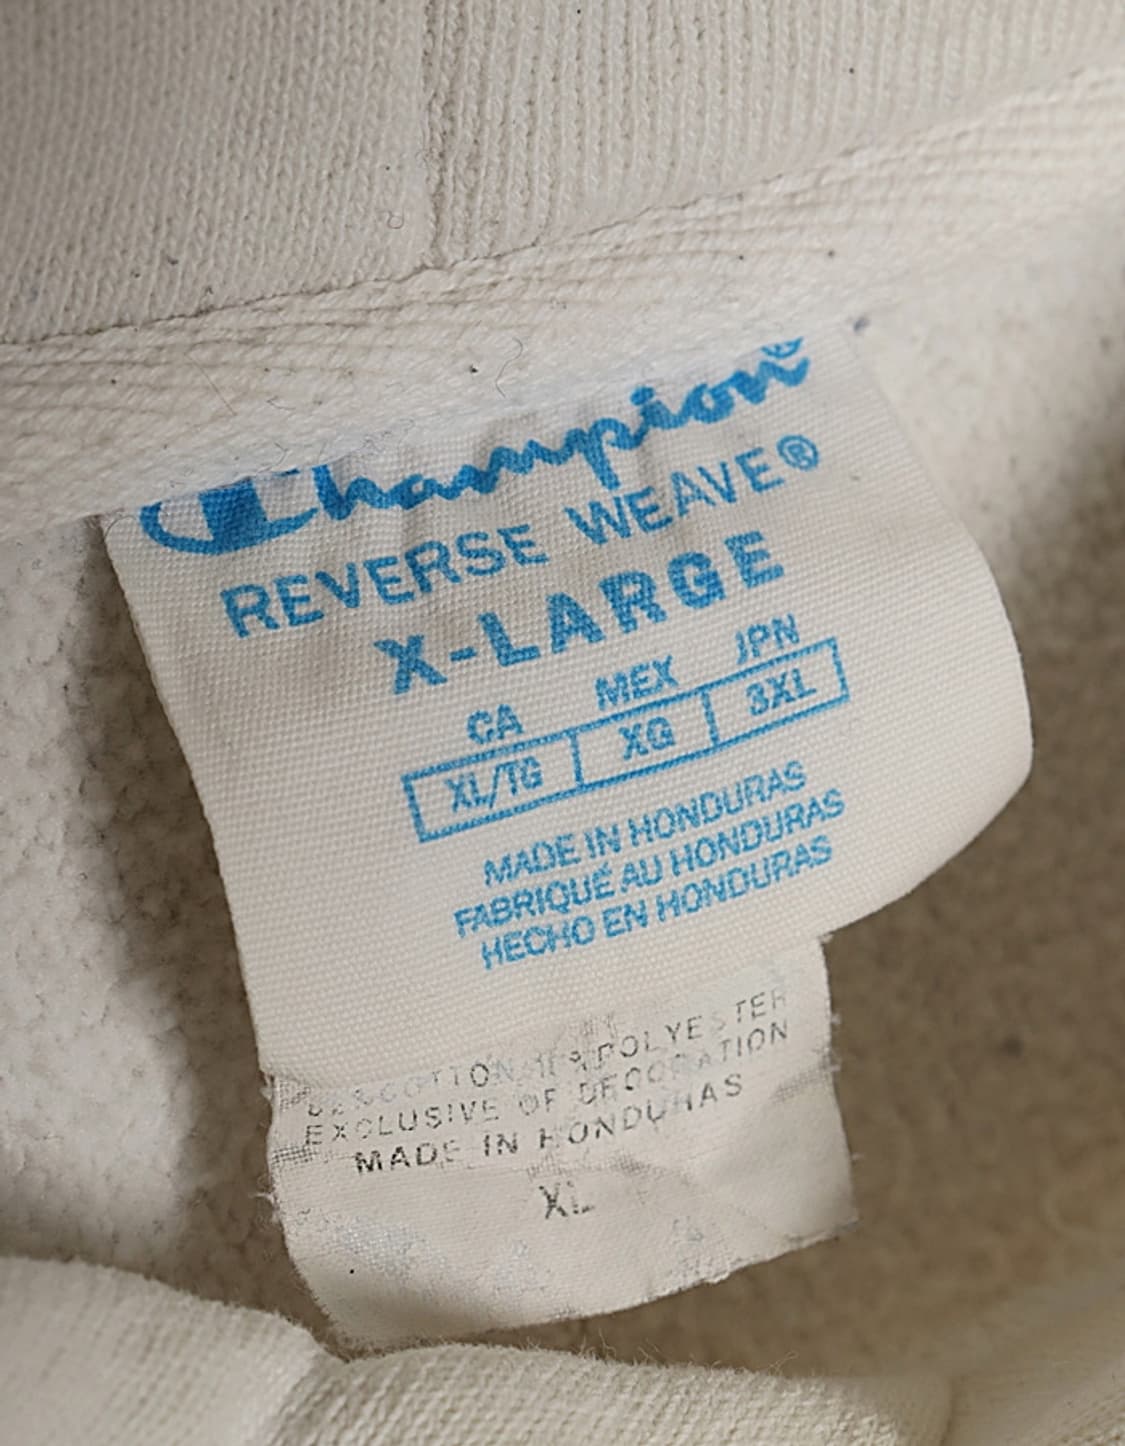 Champion®
REVERSE WEAVE®
X-LARGE
CA MEX JPN
XL/TG XG 3XL
MADE IN HONDURAS
FABRIQUÉ AU HONDURAS
HECHO EN HONDURAS
COTTON POLYESTER
EXCLUSIVE OF DECORATION
MADE IN HONDURAS
XL